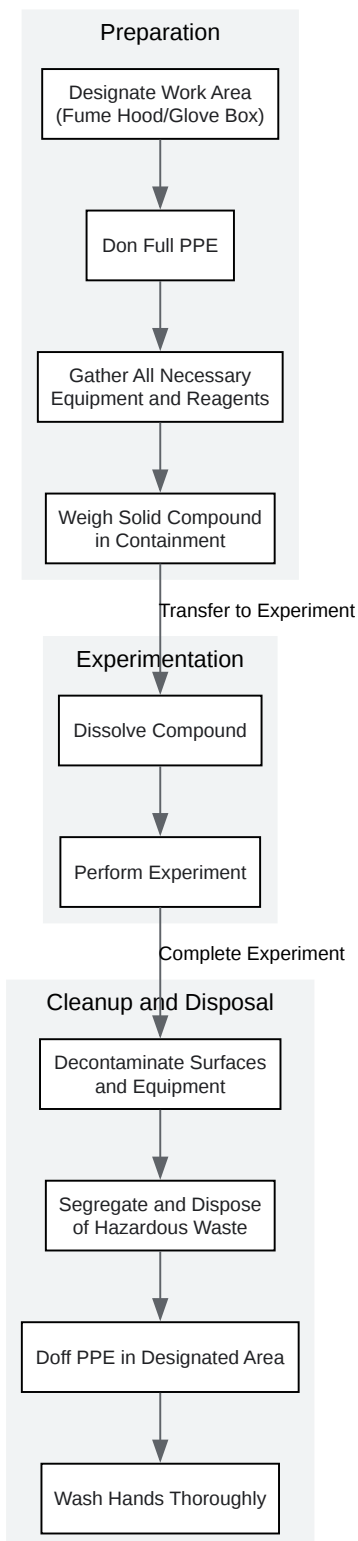 Preparation
Designate Work Area
(Fume Hood/Glove Box)
Don Full PPE
Gather All Necessary
Equipment and Reagents
Weigh Solid Compound
in Containment
Transfer to Experiment
Experimentation
Dissolve Compound
Perform Experiment
Complete Experiment
Cleanup and Disposal
Decontaminate Surfaces
and Equipment
Segregate and Dispose
of Hazardous Waste
Doff PPE in Designated Area
Wash Hands Thoroughly